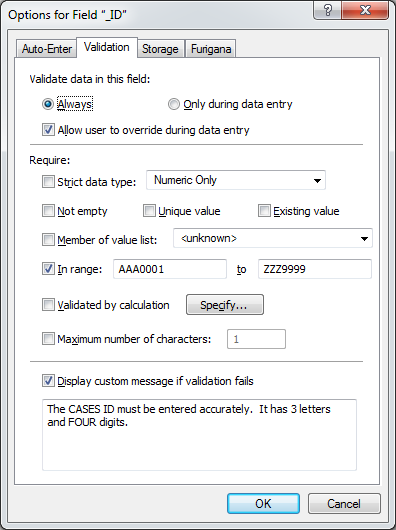 Options for Field “_ID”
Auto-Enter Validation Storage Furigana
Validate data in this field:
Always Only during data entry
Allow user to override during data entry
Require:
Strict data type: Numeric Only
Not empty Unique value Existing value
Member of value list: <unknown>
In range: AAA0001 to ZZZ9999
Validated by calculation Specify...
Maximum number of characters: 1
Display custom message if validation fails
The CASES ID must be entered accurately. It has 3 letters
and FOUR digits.
OK Cancel